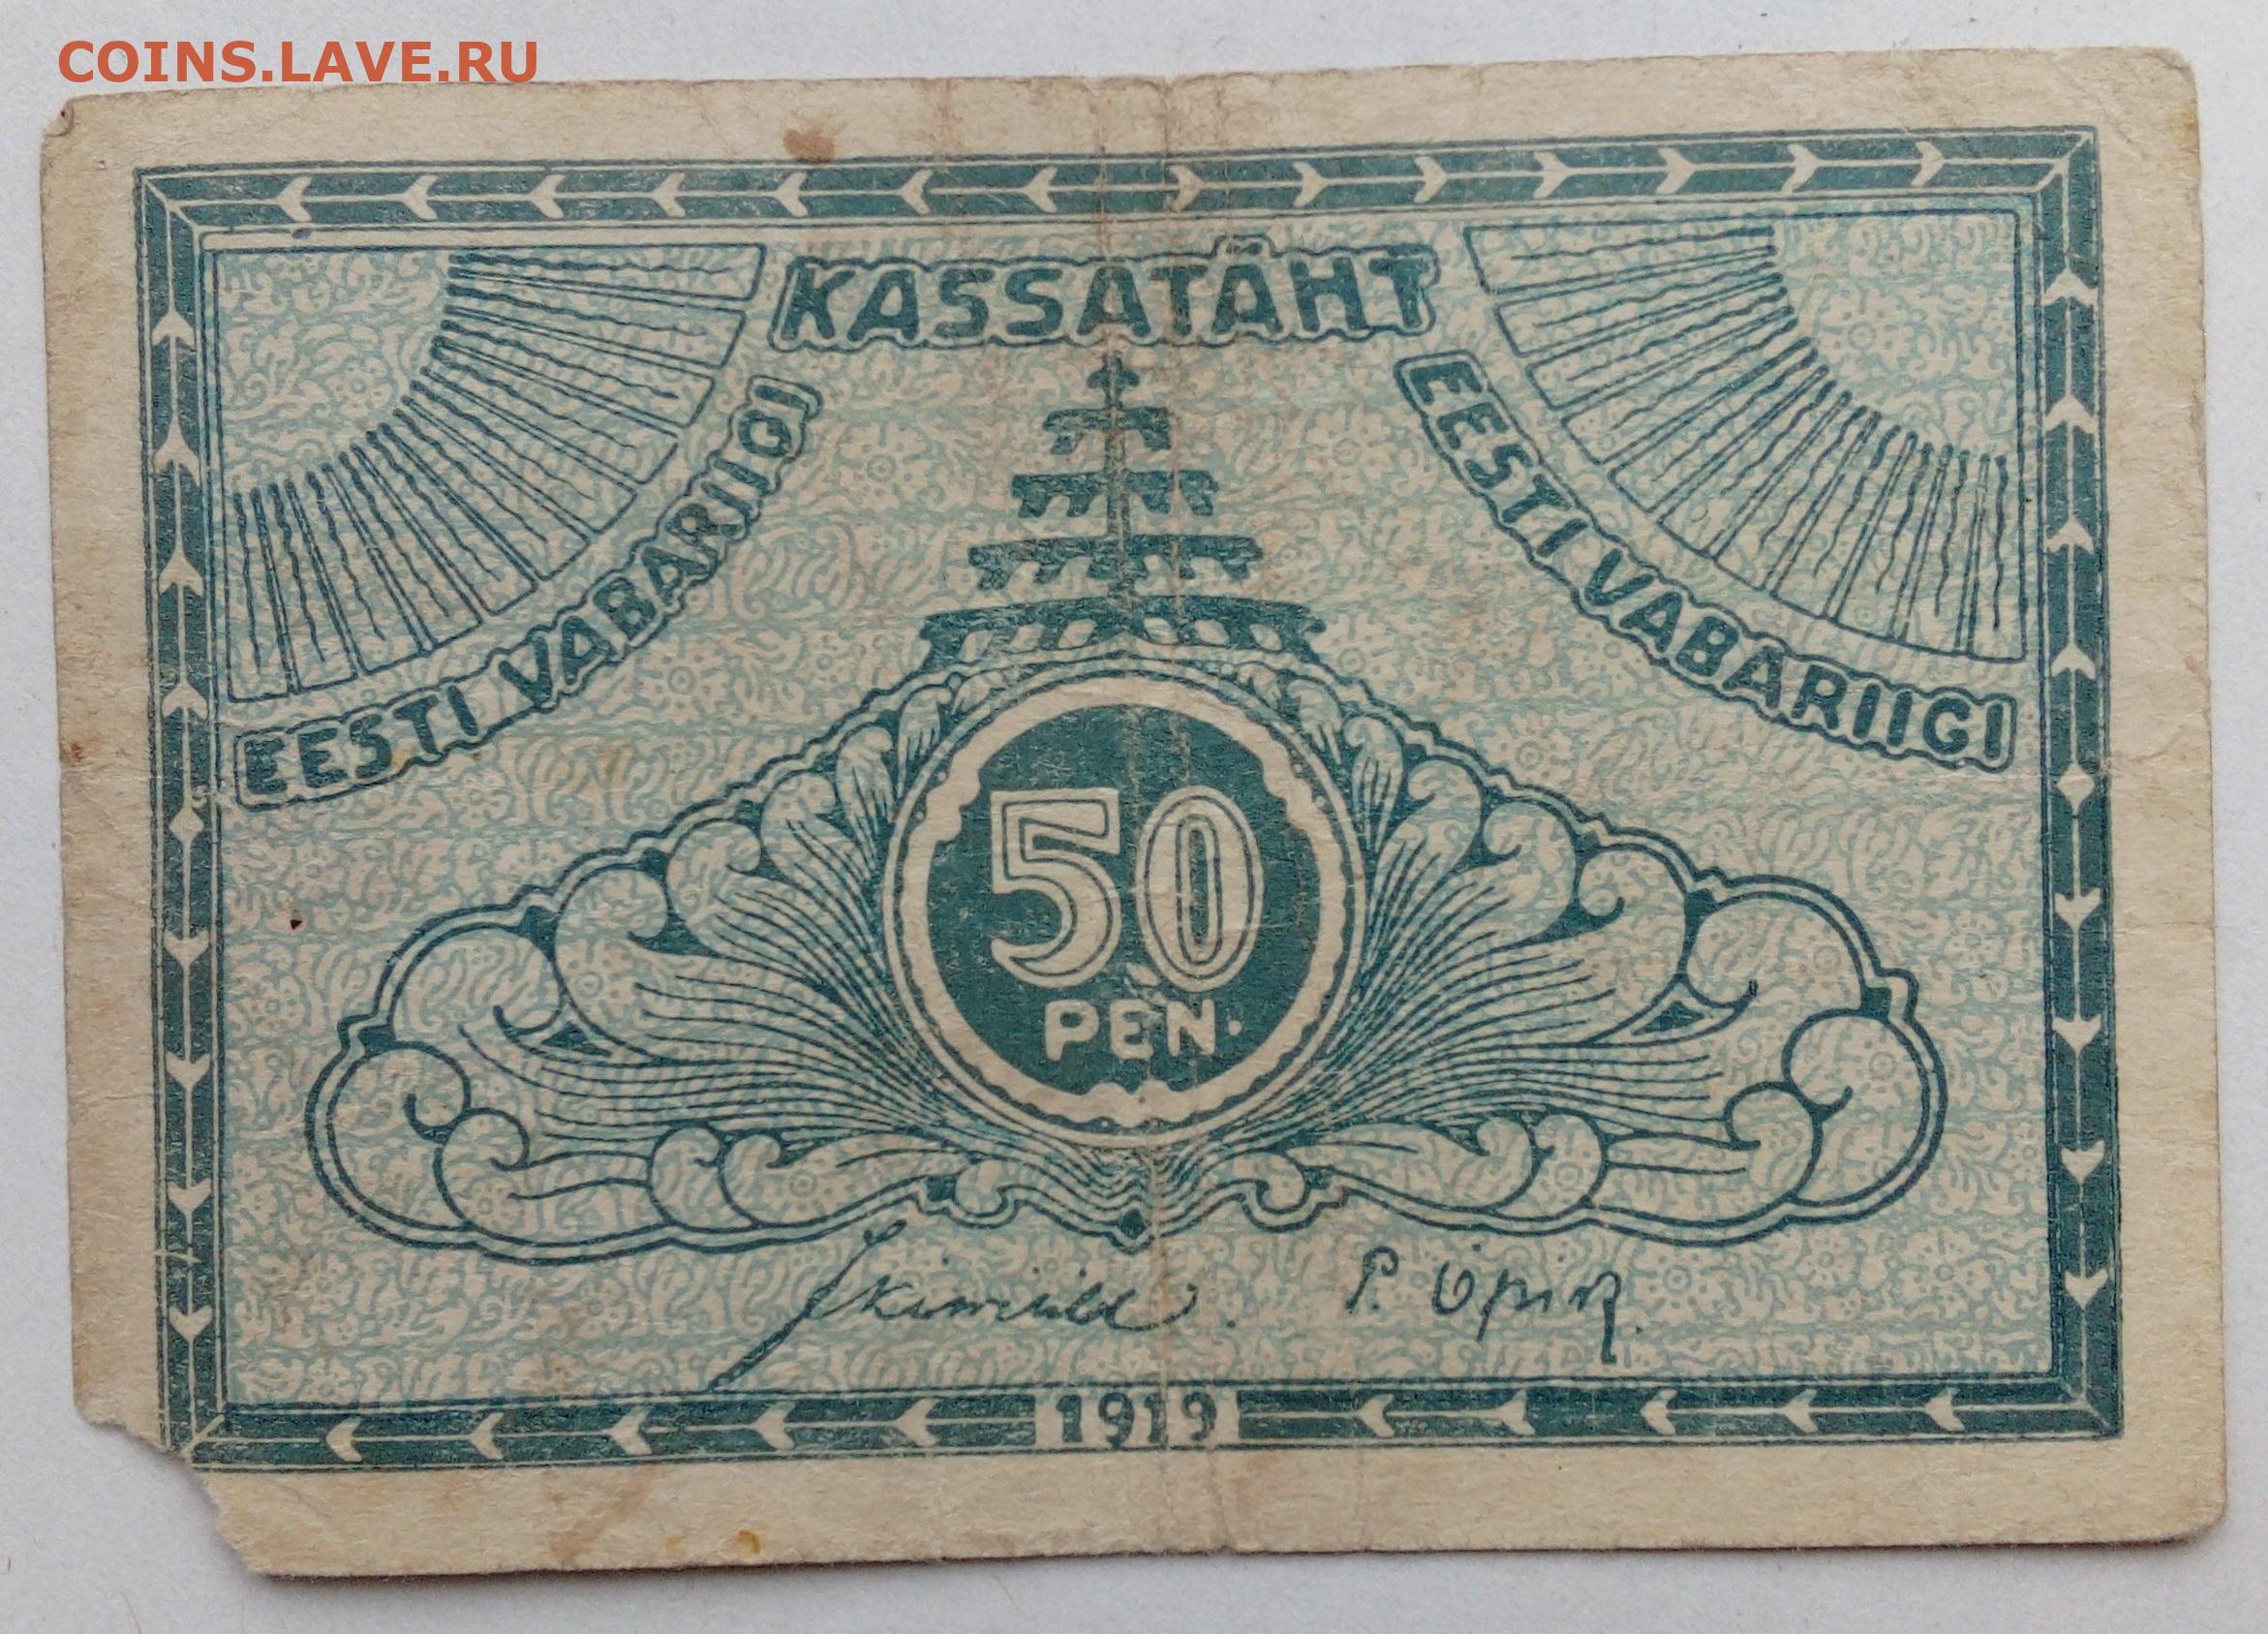 COINS.LAVE.RU
KASSATÄHT
EESTI VABARIIGI
EESTI VABARIIGI
50
PEN.
1919